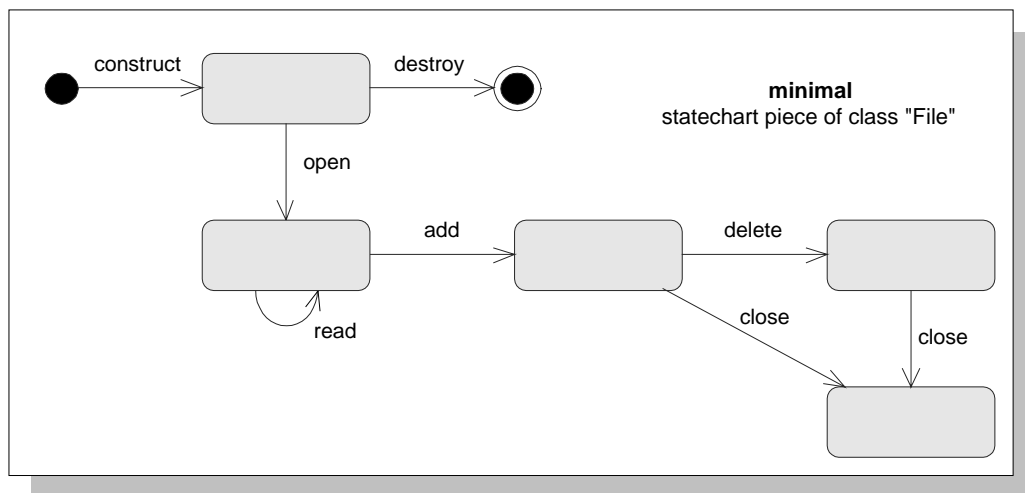 construct
destroy
minimal
statechart piece of class "File"
open
add
delete
read
close
close